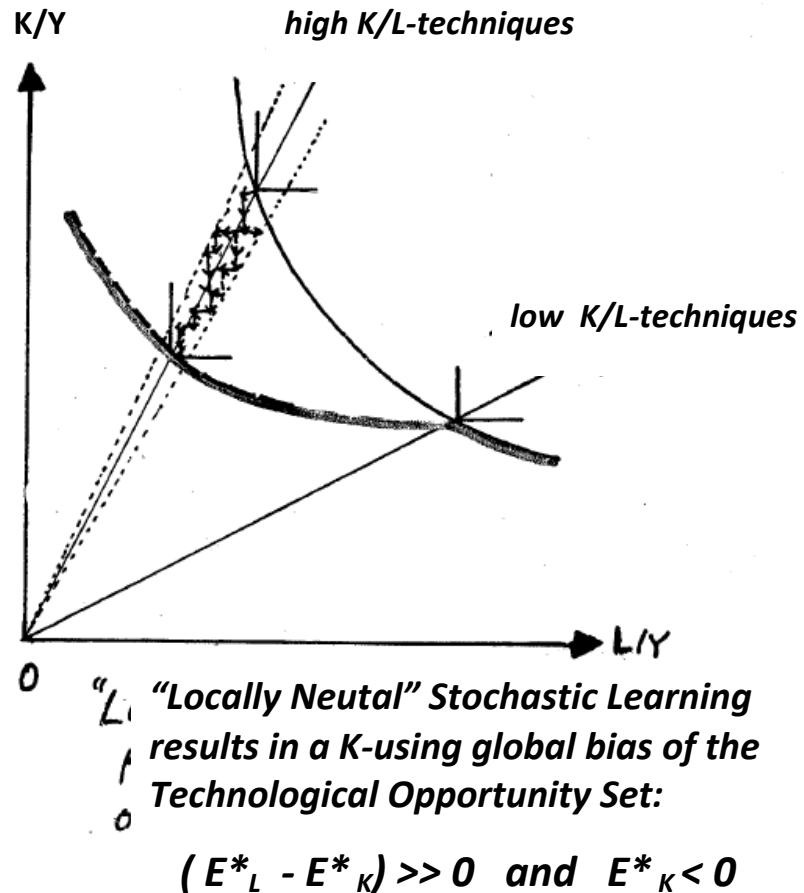 K/Y
high K/L-techniques
low K/L-techniques
L/Y
0
"L
"Locally Neutal" Stochastic Learning
results in a K-using global bias of the
Technological Opportunity Set:
( E*L - E*K) >> 0 and E*K < 0